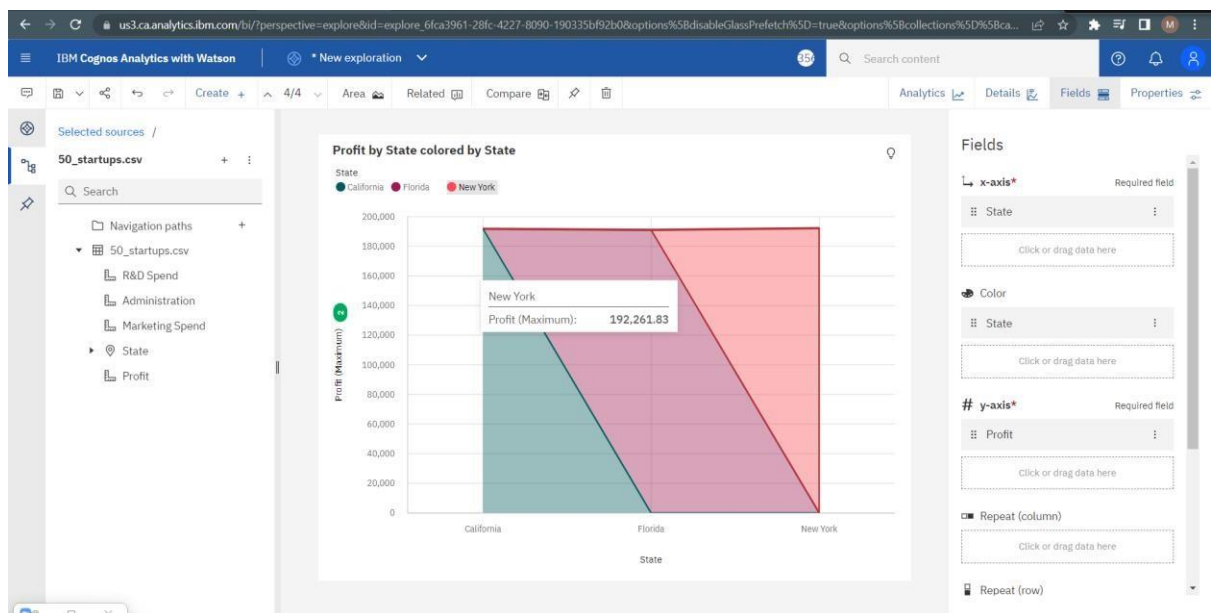 us3.ca.analytics.ibm.com/bi/?perspective=explore&id=explore_6fca3961-28fc-4227-8090-190335bf92b0&options%5BdisableGlassPrefetch%5D=true&options%5Bcollections%5D%5Bca...
M
IBM Cognos Analytics with Watson
* New exploration
Search content
Create +
4/4
Area
Related
Compare
Analytics
Details
Fields
Properties
Selected sources /
50_startups.csv
Search
Navigation paths
50_startups.csv
R&D Spend
Administration
Marketing Spend
State
Profit
Profit by State colored by State
State
California
Florida
New York
200,000
180,000
160,000
140,000
120,000
100,000
80,000
60,000
40,000
20,000
0
Profit (Maximum)
New York
Profit (Maximum): 192,261.83
California
Florida
New York
State
Fields
x-axis* Required field
State
Click or drag data here
Color
State
Click or drag data here
# y-axis* Required field
Profit
Click or drag data here
Repeat (column)
Click or drag data here
Repeat (row)